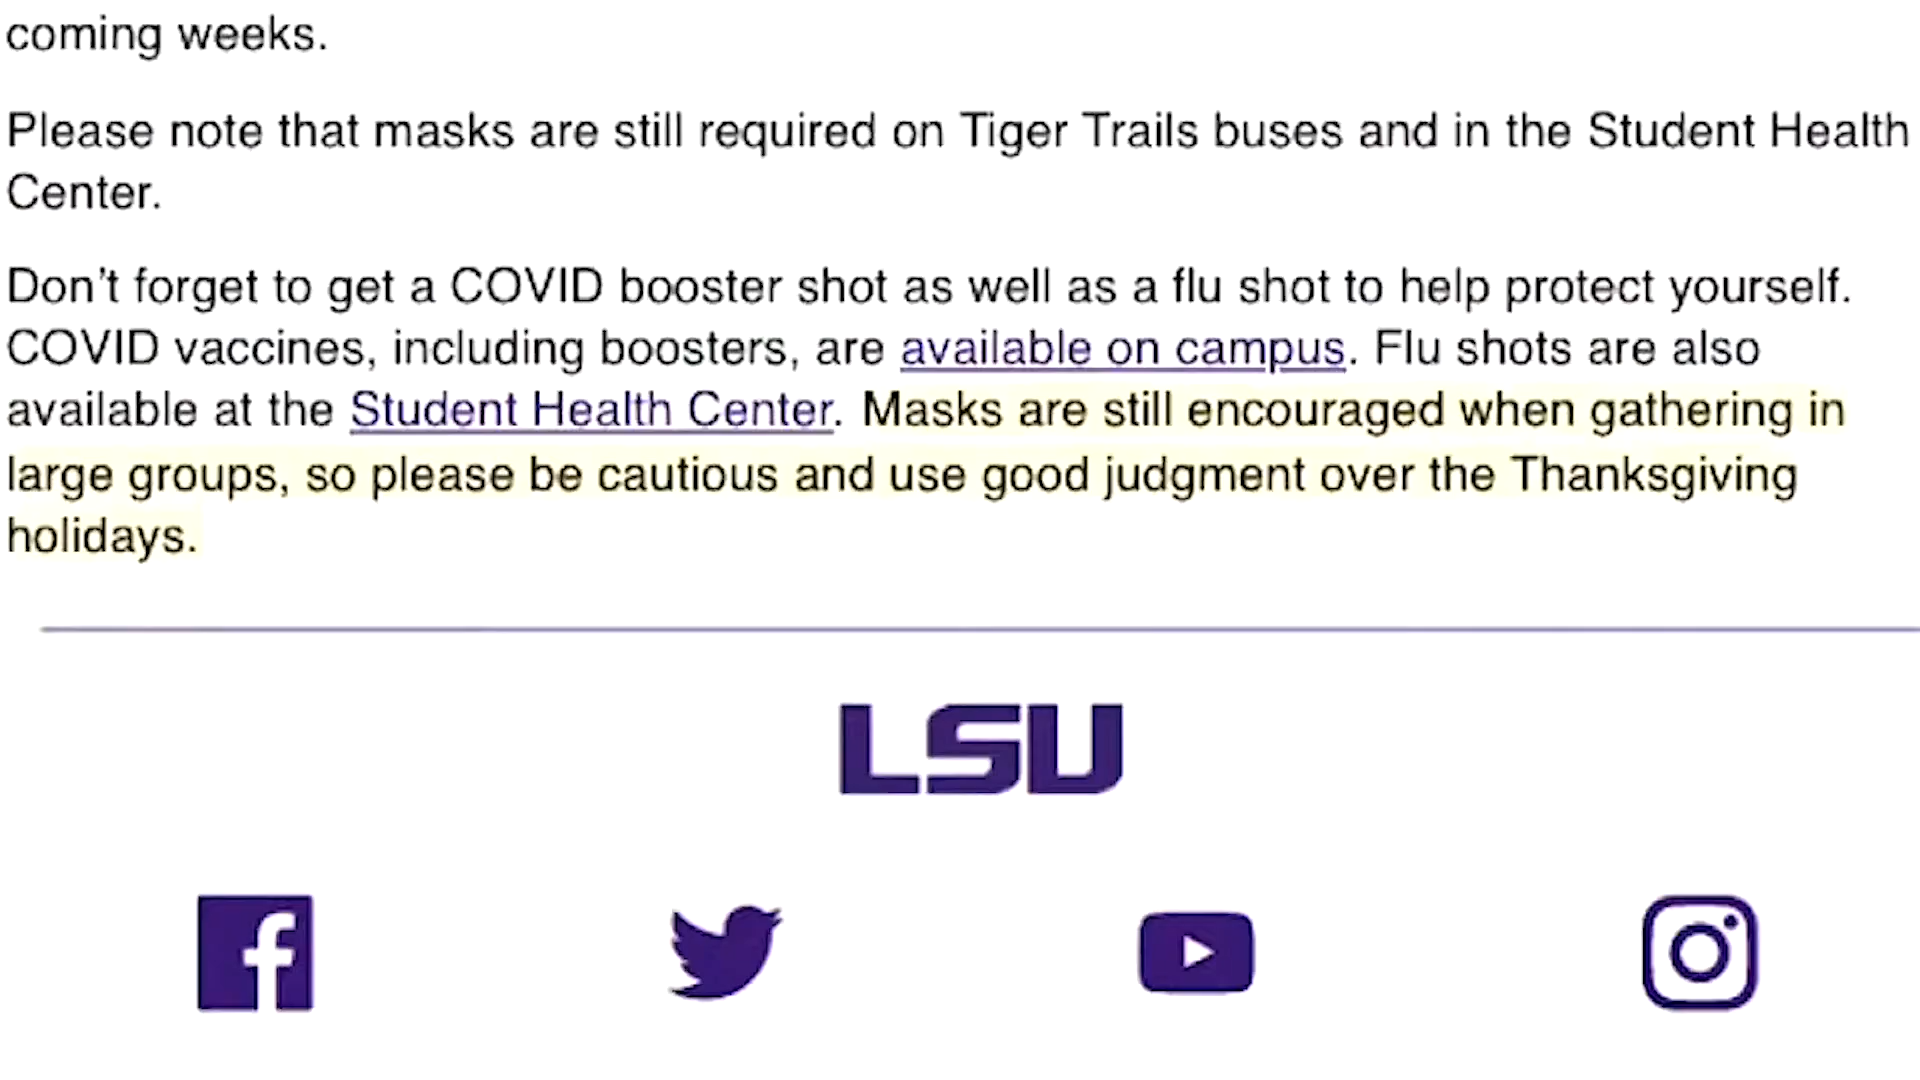 coming weeks.
Please note that masks are still required on Tiger Trails buses and in the Student Health
Center.
Don't forget to get a COVID booster shot as well as a flu shot to help protect yourself.
COVID vaccines, including boosters, are available on campus. Flu shots are also
available at the Student Health Center. Masks are still encouraged when gathering in
large groups, so please be cautious and use good judgment over the Thanksgiving
holidays.
LSU